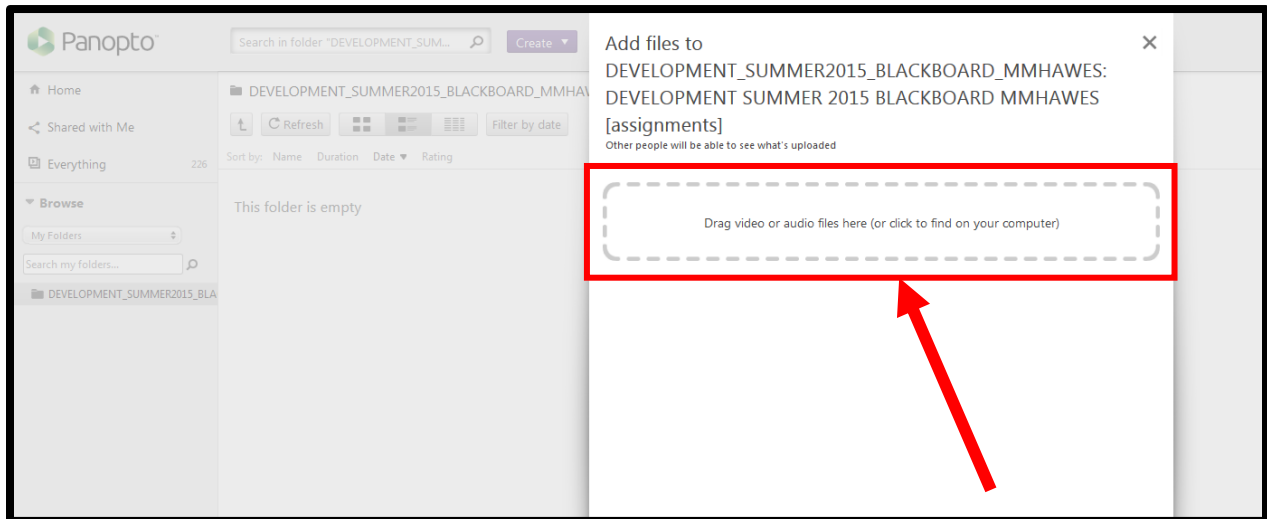 Panopto
Search in folder "DEVELOPMENT_SUM...
Create
Home
Shared with Me
Everything 226
Browse
My Folders
Search my folders...
DEVELOPMENT_SUMMER2015_BLA
DEVELOPMENT_SUMMER2015_BLACKBOARD_MMHAW
Refresh
Filter by date
Sort by: Name Duration Date Rating
This folder is empty
Add files to
DEVELOPMENT_SUMMER2015_BLACKBOARD_MMHAWES:
DEVELOPMENT SUMMER 2015 BLACKBOARD MMHAWES
[assignments]
Other people will be able to see what's uploaded
Drag video or audio files here (or click to find on your computer)